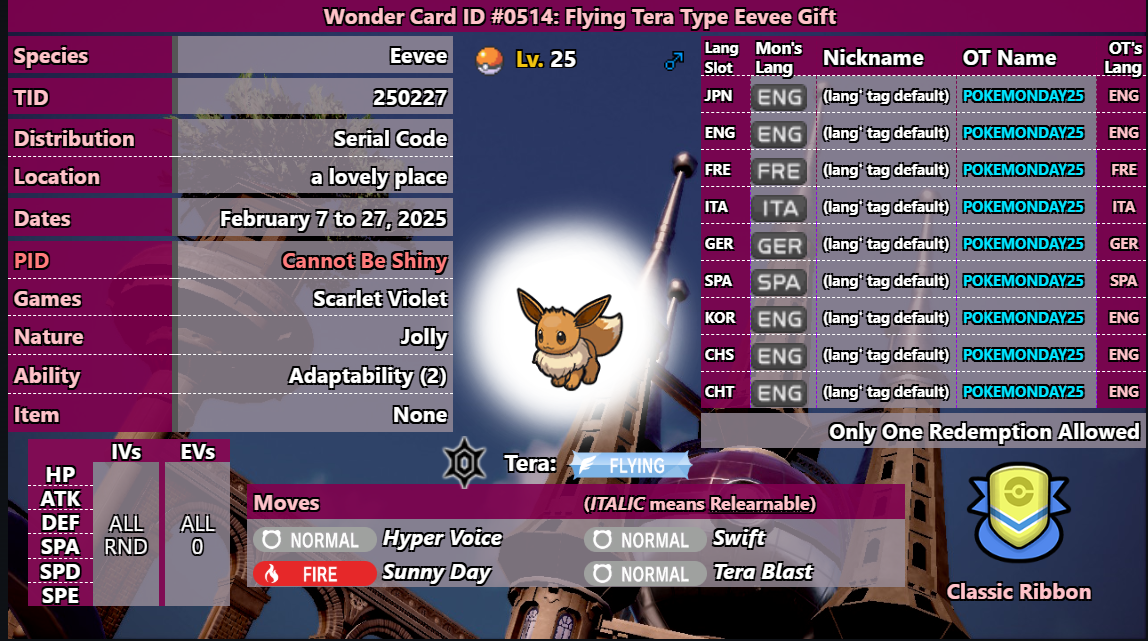 Wonder Card ID #0514: Flying Tera Type Eevee Gift
Species Eevee
TID 250227
Distribution Serial Code
Location a lovely place
Dates February 7 to 27, 2025
PID Cannot Be Shiny
Games Scarlet Violet
Nature Jolly
Ability Adaptability (2)
Item None
Lv. 25 ♂
Lang Slot Mon's Lang Nickname OT Name OT's Lang
JPN ENG (lang' tag default) POKEMONDAY25 ENG
ENG ENG (lang' tag default) POKEMONDAY25 ENG
FRE FRE (lang' tag default) POKEMONDAY25 FRE
ITA ITA (lang' tag default) POKEMONDAY25 ITA
GER GER (lang' tag default) POKEMONDAY25 GER
SPA SPA (lang' tag default) POKEMONDAY25 SPA
KOR ENG (lang' tag default) POKEMONDAY25 ENG
CHS ENG (lang' tag default) POKEMONDAY25 ENG
CHT ENG (lang' tag default) POKEMONDAY25 ENG
Only One Redemption Allowed
IVs EVs
HP
ATK
DEF ALL ALL
SPA RND 0
SPD
SPE
Tera: FLYING
Moves (ITALIC means Relearnable)
NORMAL Hyper Voice NORMAL Swift
FIRE Sunny Day NORMAL Tera Blast
Classic Ribbon